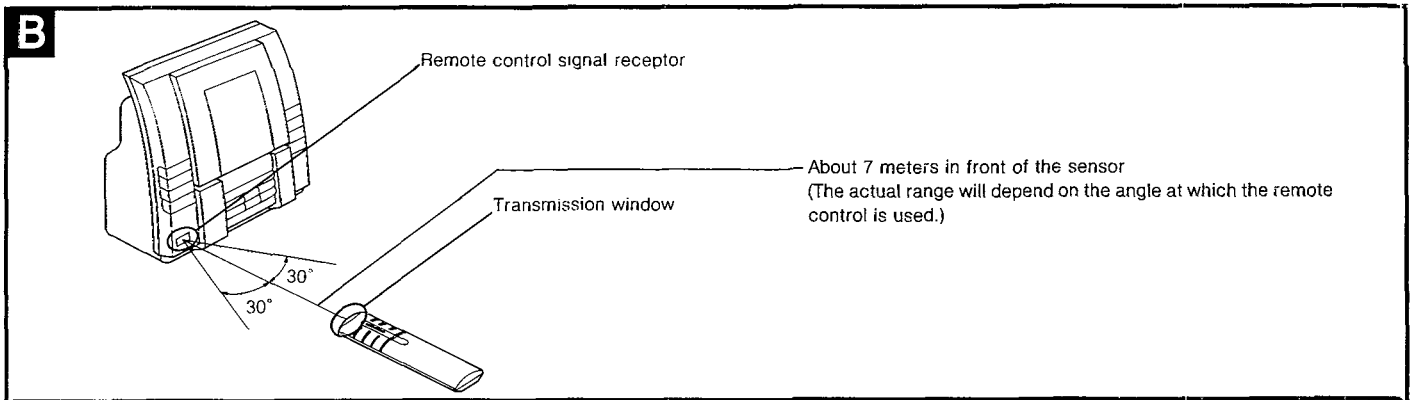 B
Remote control signal receptor
About 7 meters in front of the sensor
(The actual range will depend on the angle at which the remote
control is used.)
Transmission window
30°
30°